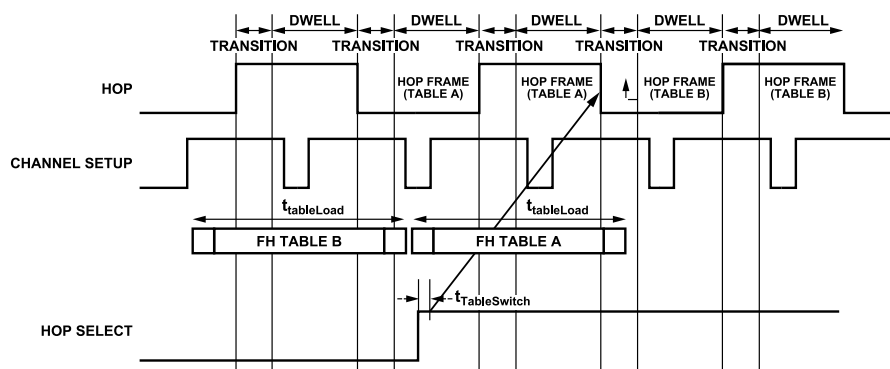 DWELL DWELL DWELL DWELL DWELL
TRANSITION TRANSITION TRANSITION TRANSITION TRANSITION
HOP
HOP FRAME
(TABLE A)
HOP FRAME
(TABLE A)
HOP FRAME
(TABLE B)
HOP FRAME
(TABLE B)
CHANNEL SETUP
ttableLoad ttableLoad
FH TABLE B FH TABLE A
tTableSwitch
HOP SELECT